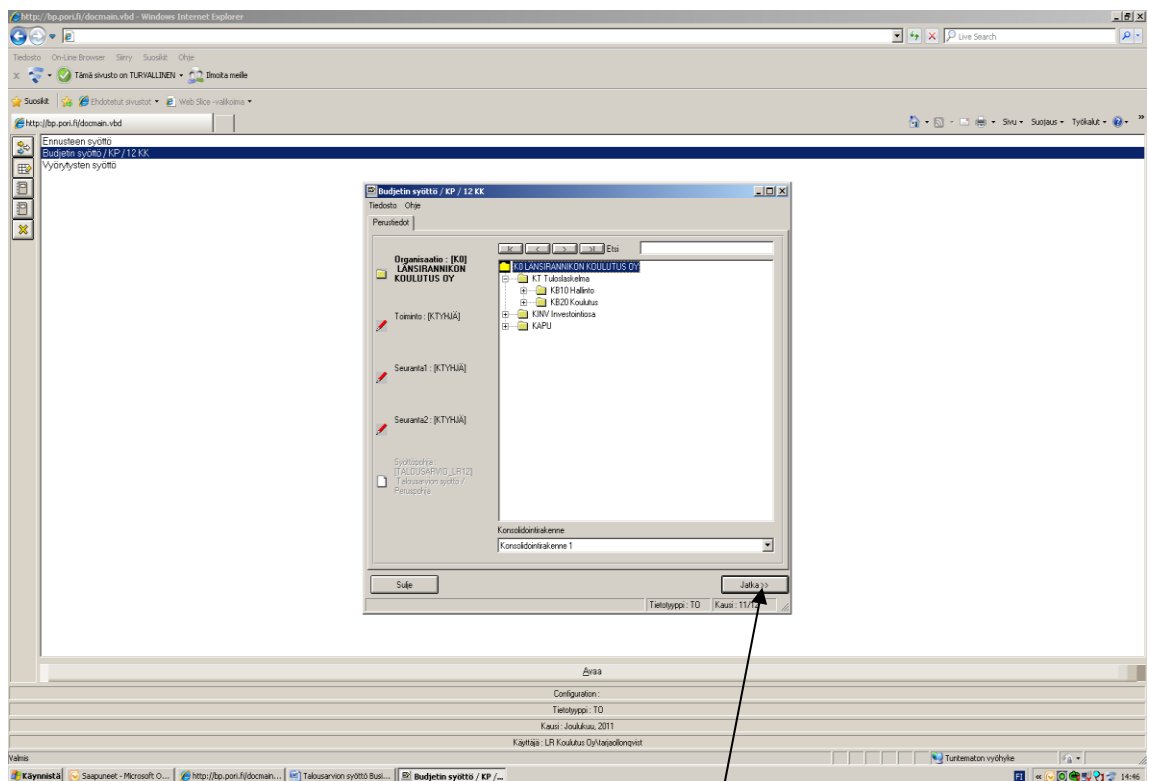 http://bp.pori.fi/docmain.vbd - Windows Internet Explorer
Live Search
Tiedosto On-Line Browser Siirry Suosikit Ohje
x Tämä sivusto on TURVALLINEN Ilmoita meille
Suosikit Ehdotetut sivustot Web Slice -valikoima
http://bp.pori.fi/docmain.vbd
Sivu Suojaus Työkalut
Ennusteen syöttö
Budjetin syöttö / KP / 12 KK
Vyörytysten syöttö
Budjetin syöttö / KP / 12 KK
Tiedosto Ohje
Perustiedot
Etsi
Organisaatio : [K0]
LÄNSIRANNIKON
KOULUTUS OY
Toiminto : [KTYHJÄ]
Seuranta1 : [KTYHJÄ]
Seuranta2 : [KTYHJÄ]
Syöttöpohja :
[TALOUSARVIO_LR12]
Talousarvion syöttö /
Peruspohja
K0 LÄNSIRANNIKON KOULUTUS OY
KT Tuloslaskelma
KB10 Hallinto
KB20 Koulutus
KINV Investointiosa
KAPU
Konsolidointirakenne
Konsolidointirakenne 1
Sulje
Jatka >>
Tietotyyppi : TO
Kausi : 11/12
Avaa
Configuration :
Tietotyyppi : TO
Kausi : Joulukuu, 2011
Käyttäjä : LR Koulutus Oy\tarjaollonqvist
Valmis
Tuntematon vyöhyke
Käynnistä
Saapuneet - Microsoft O...
http://bp.pori.fi/docmain...
Talousarvion syöttö Busi...
Budjetin syöttö / KP /...
FI
14:46